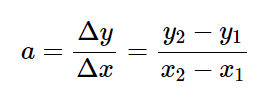 a = Δy/Δx = (y₂ − y₁)/(x₂ − x₁)